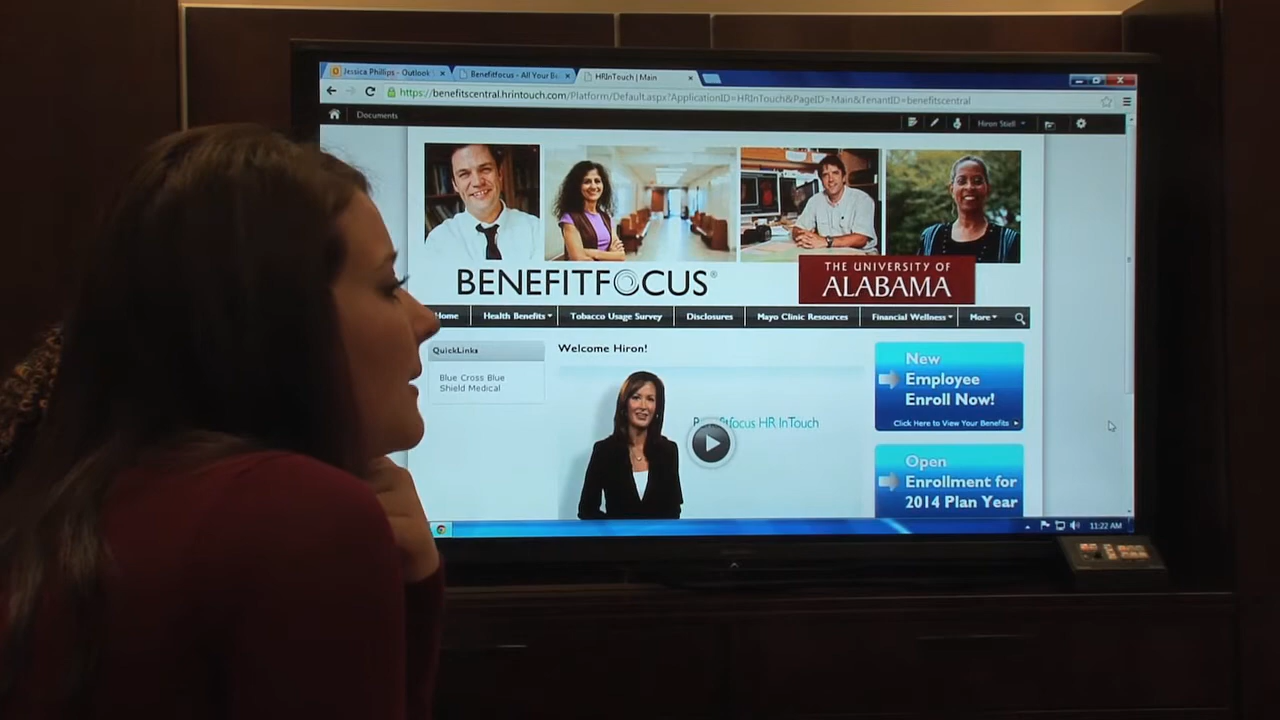 Jessica Phillips - Outlook
Benefitfocus - All Your Be
HRInTouch | Main
https://benefitscentral.hrintouch.com/Platform/Default.aspx?ApplicationID=HRInTouch&PageID=Main&TenantID=benefitscentral
Documents
Hiron Stiell
BENEFITFOCUS®
THE UNIVERSITY OF
ALABAMA
Home Health Benefits Tobacco Usage Survey Disclosures Mayo Clinic Resources Financial Wellness More
QuickLinks
Blue Cross Blue
Shield Medical
Welcome Hiron!
Benefitfocus HR InTouch
New
Employee
Enroll Now!
Click Here to View Your Benefits
Open
Enrollment for
2014 Plan Year
11:22 AM